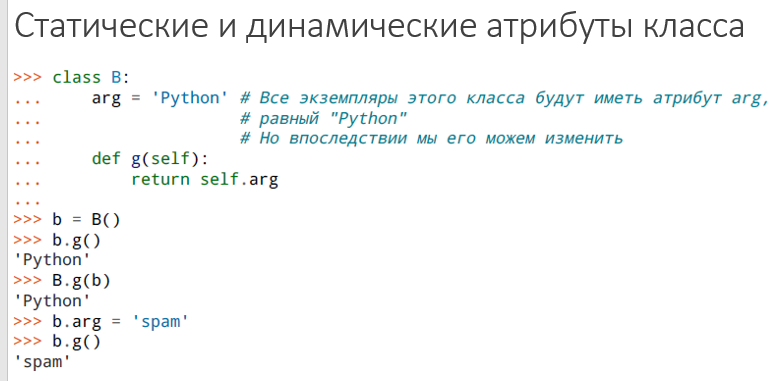 Статические и динамические атрибуты класса
>>> class B:
...     arg = 'Python' # Все экземпляры этого класса будут иметь атрибут arg,
...                    # равный "Python"
...                    # Но впоследствии мы его можем изменить
...     def g(self):
...         return self.arg
...
>>> b = B()
>>> b.g()
'Python'
>>> B.g(b)
'Python'
>>> b.arg = 'spam'
>>> b.g()
'spam'